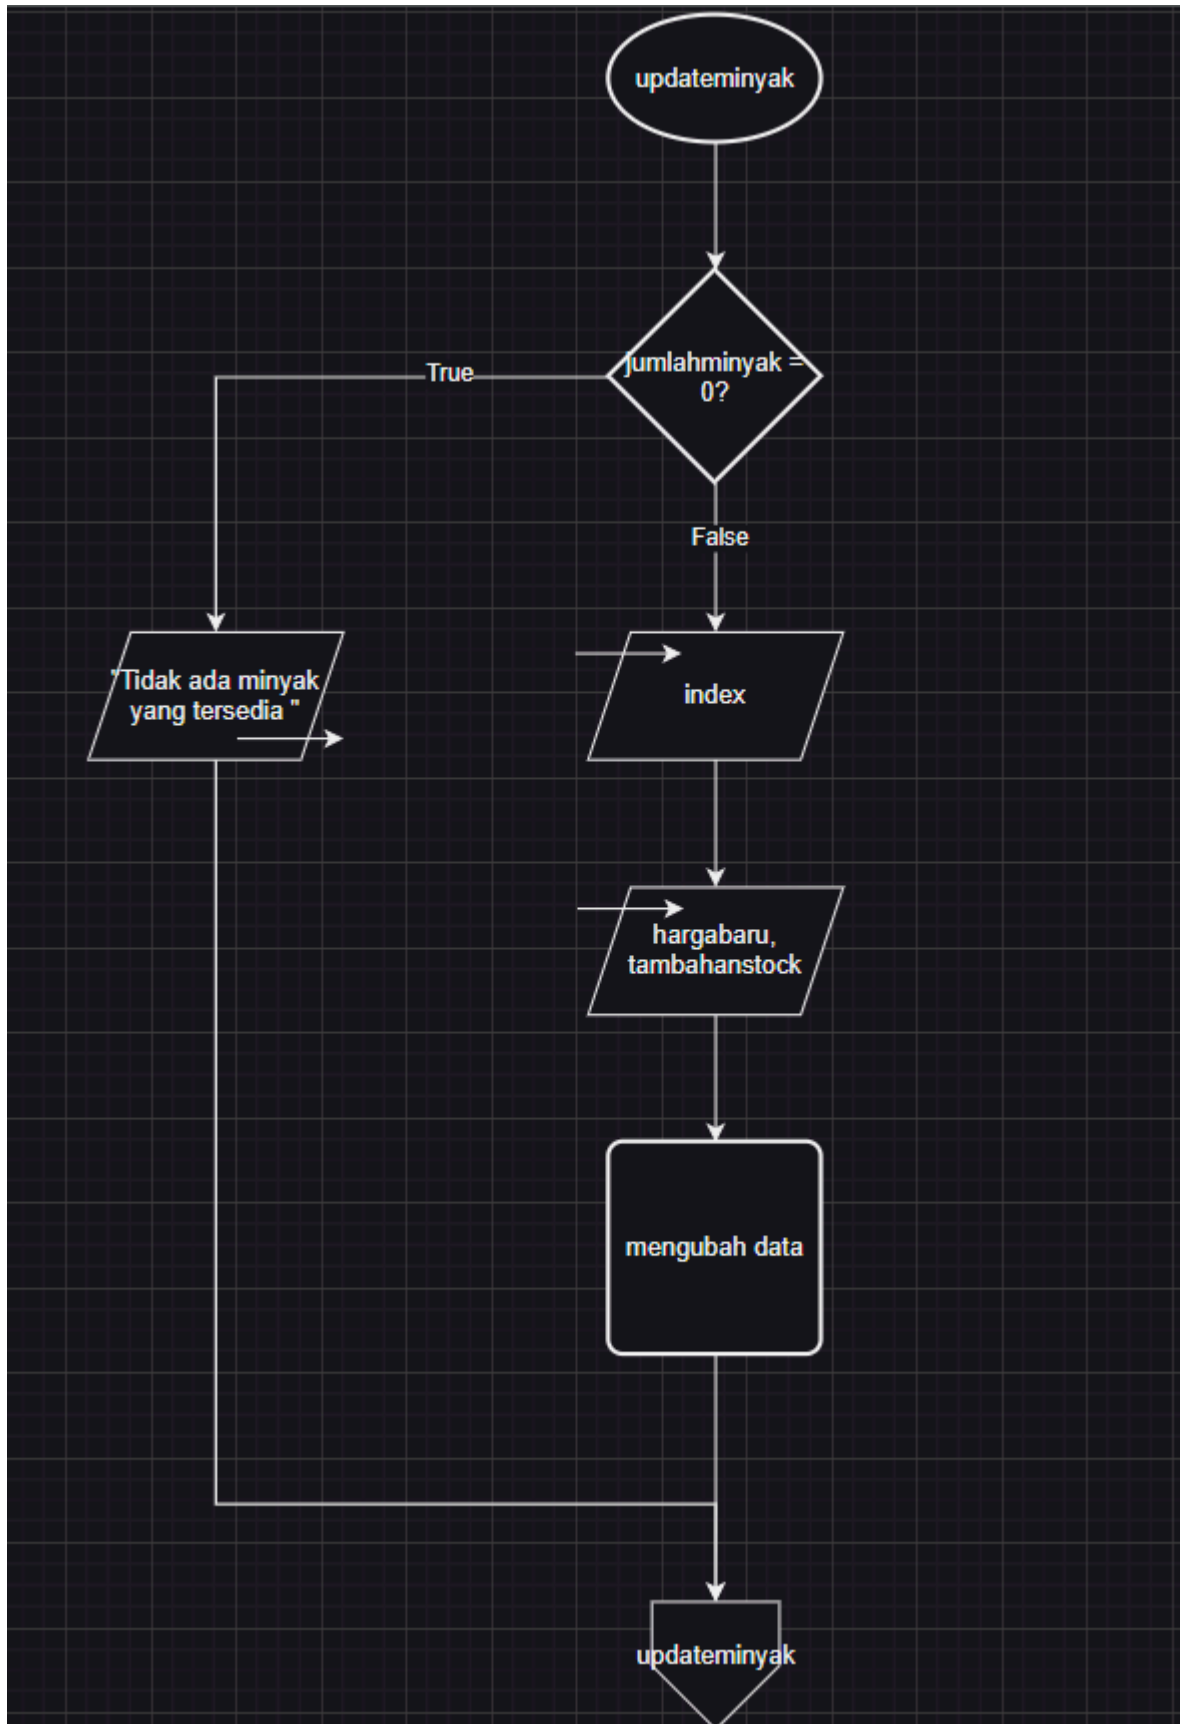 updateminyak
jumlahminyak =
0?
True
False
"Tidak ada minyak
yang tersedia "
index
hargabaru,
tambahanstock
mengubah data
updateminyak